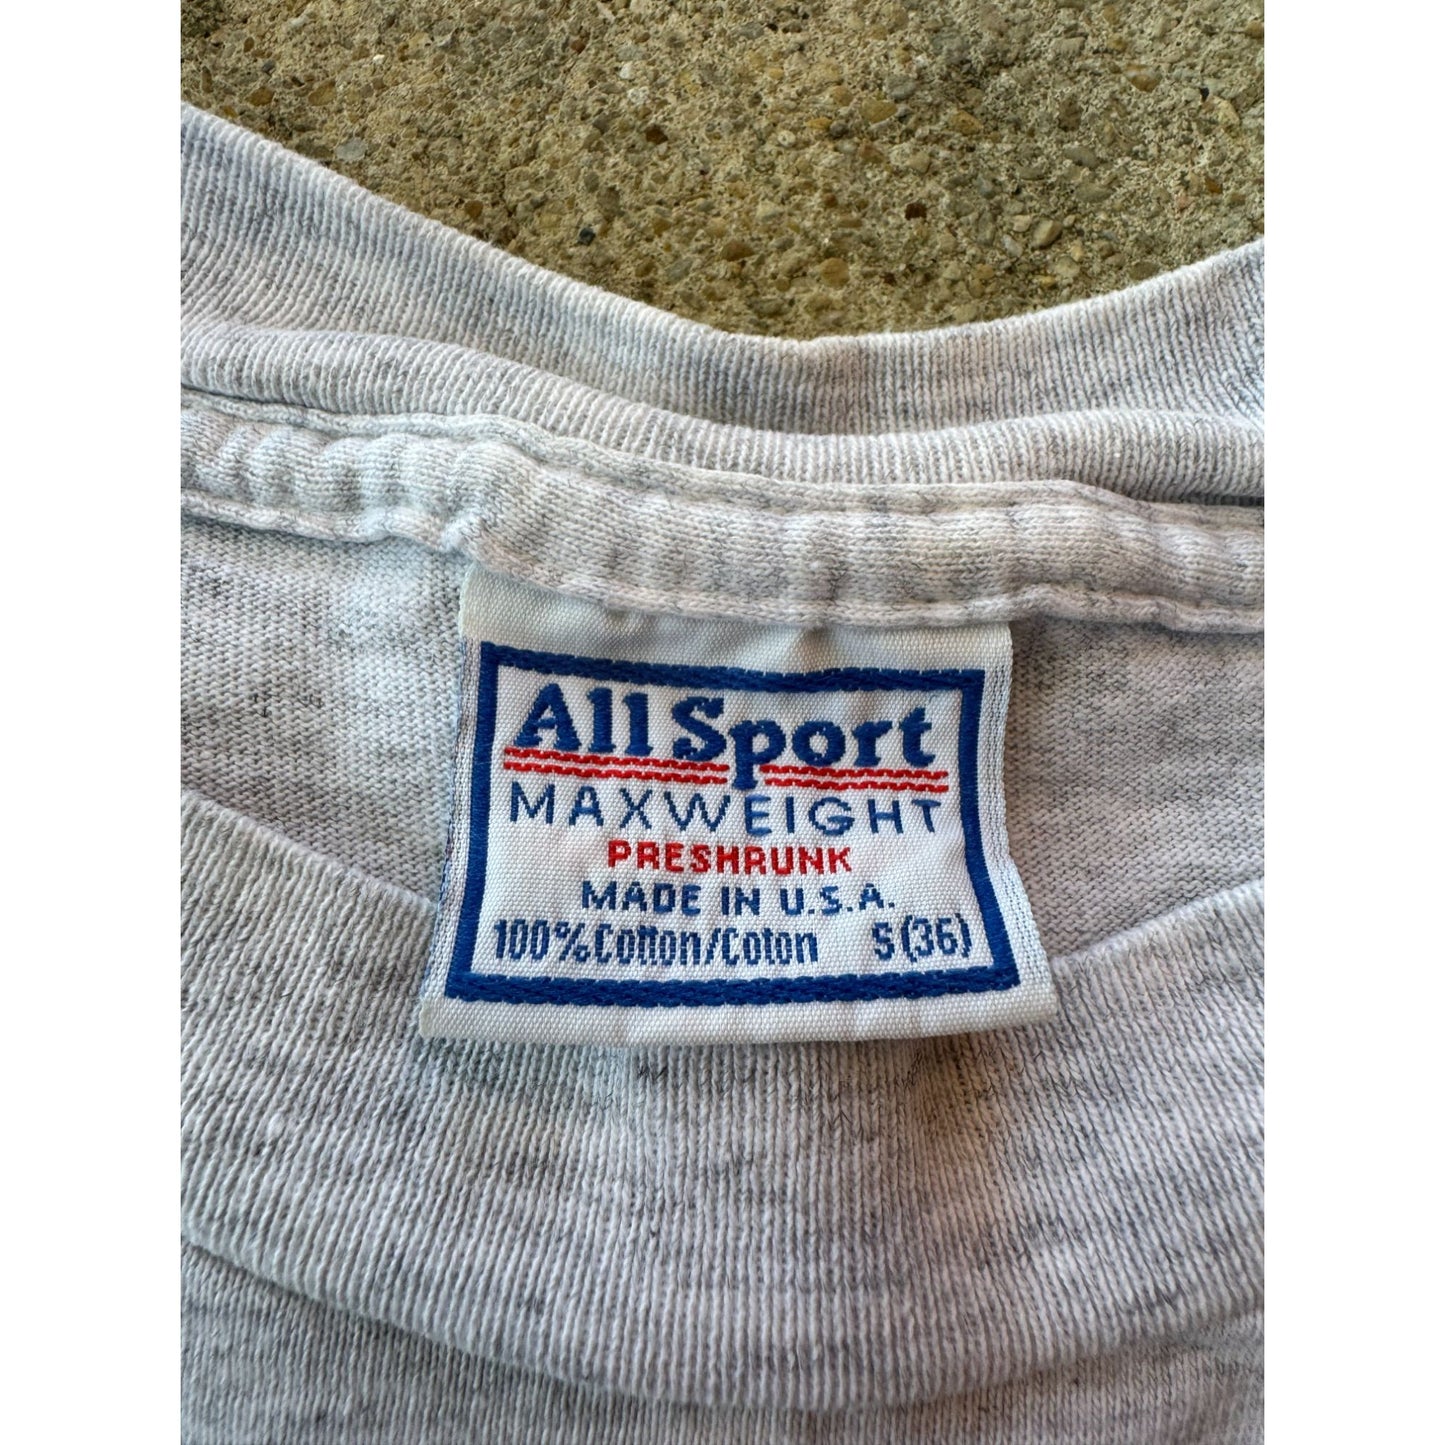 All Sport
MAXWEIGHT
PRESHRUNK
MADE IN U.S.A.
100% Cotton/Coton S (36)